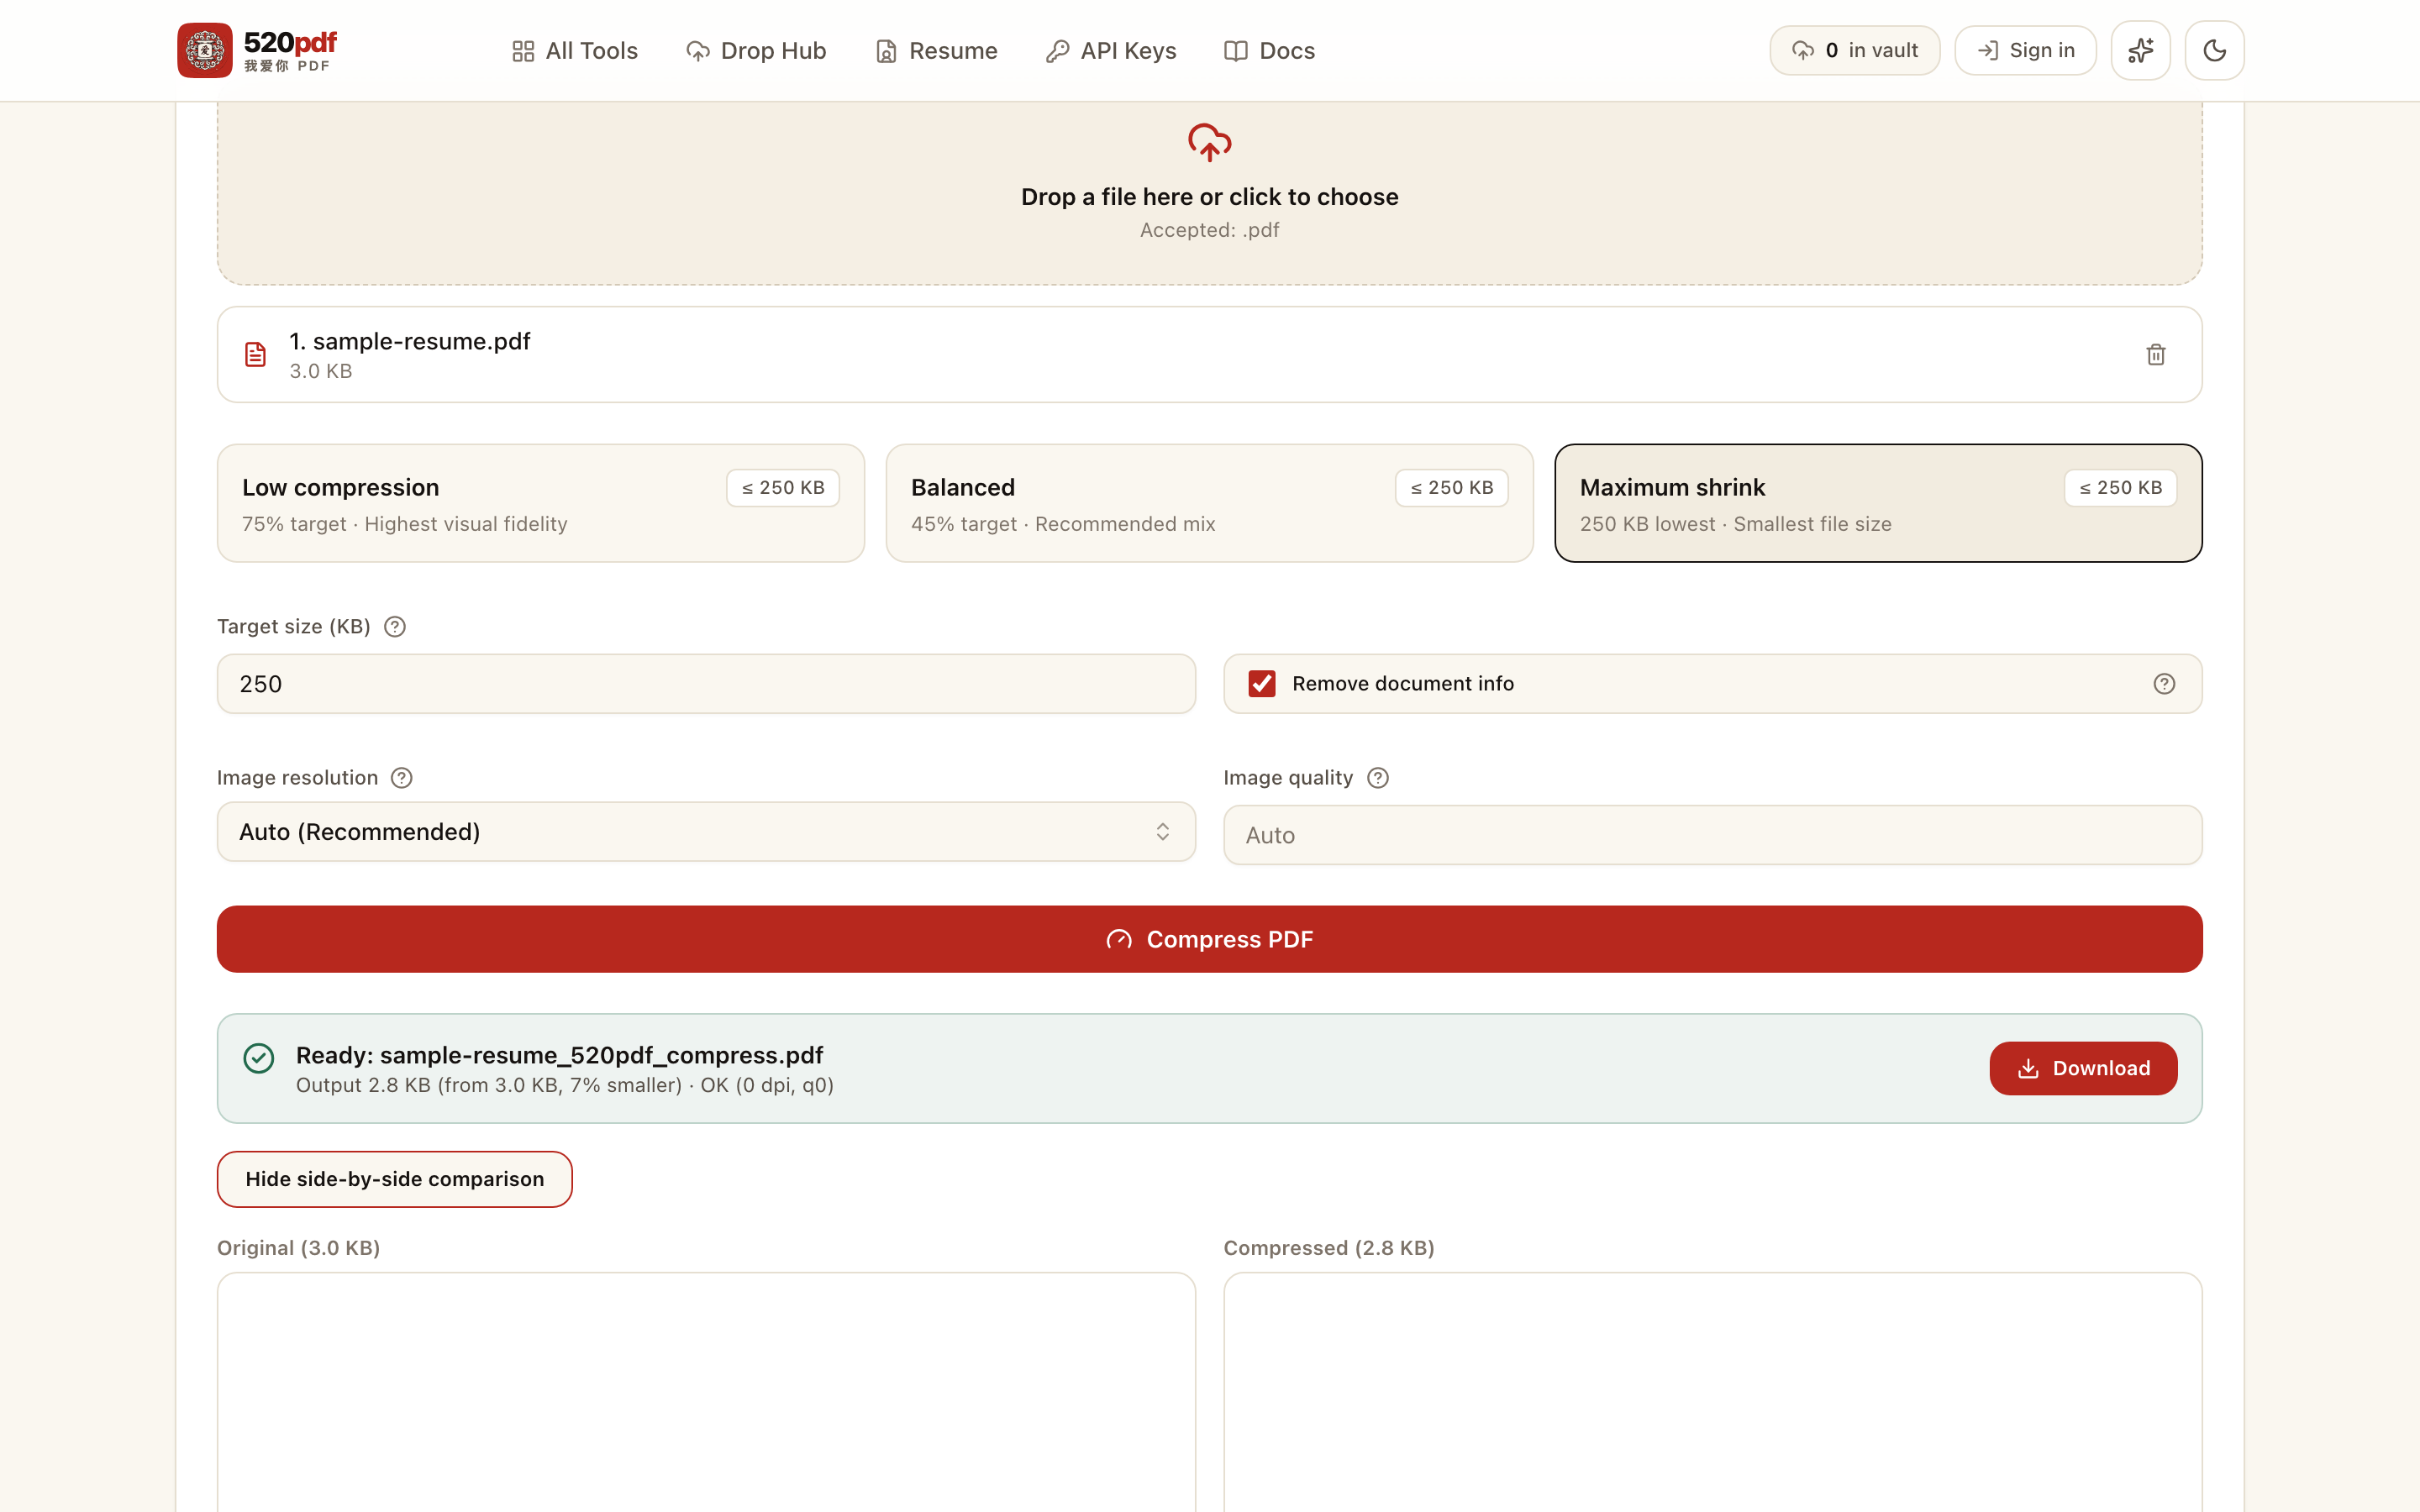 520pdf
我爱你 PDF
All Tools
Drop Hub
Resume
API Keys
Docs
0 in vault
Sign in
Drop a file here or click to choose
Accepted: .pdf
1. sample-resume.pdf
3.0 KB
Low compression
≤ 250 KB
75% target · Highest visual fidelity
Balanced
≤ 250 KB
45% target · Recommended mix
Maximum shrink
≤ 250 KB
250 KB lowest · Smallest file size
Target size (KB)
250
Remove document info
Image resolution
Auto (Recommended)
Image quality
Auto
Compress PDF
Ready: sample-resume_520pdf_compress.pdf
Output 2.8 KB (from 3.0 KB, 7% smaller) · OK (0 dpi, q0)
Download
Hide side-by-side comparison
Original (3.0 KB)
Compressed (2.8 KB)